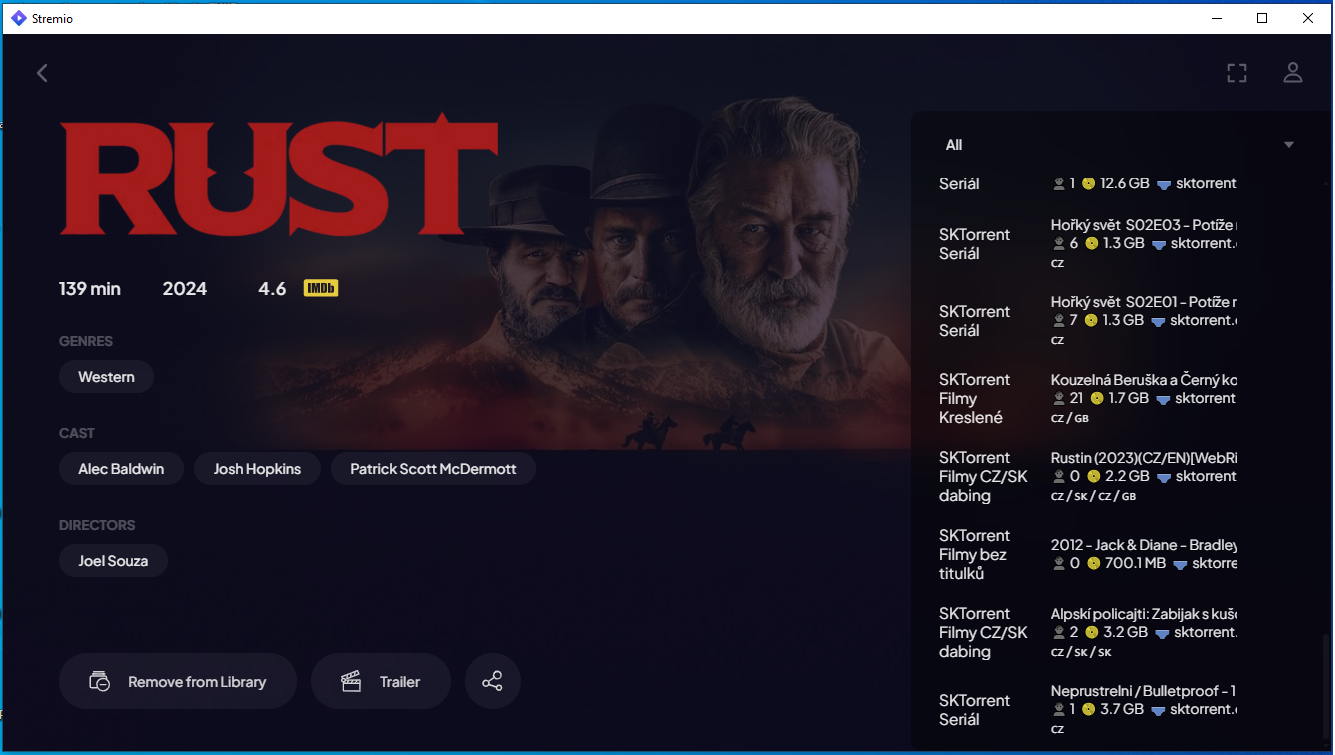 Stremio
RUST
139 min 2024 4.6 IMDb
GENRES
Western
CAST
Alec Baldwin Josh Hopkins Patrick Scott McDermott
DIRECTORS
Joel Souza
Remove from Library Trailer
All
Seriál
1 12.6 GB sktorrent
SKTorrent
Seriál
Hořký svět S02E03 - Potíže
6 1.3 GB sktorrent.
CZ
SKTorrent
Seriál
Hořký svět S02E01 - Potíže
7 1.3 GB sktorrent.
CZ
SKTorrent
Filmy
Kreslené
Kouzelná Beruška a Černý ko
21 1.7 GB sktorrent
CZ / GB
SKTorrent
Filmy CZ/SK
dabing
Rustin (2023)(CZ/EN)[WebRi
0 2.2 GB sktorrent
CZ / SK / CZ / GB
SKTorrent
Filmy bez
titulků
2012 - Jack & Diane - Bradley
0 700.1 MB sktorre
SKTorrent
Filmy CZ/SK
dabing
Alpskí policajti: Zabijak s kuš
2 3.2 GB sktorrent.
CZ / SK / SK
SKTorrent
Seriál
Neprustrelni / Bulletproof - 1
1 3.7 GB sktorrent.
CZ